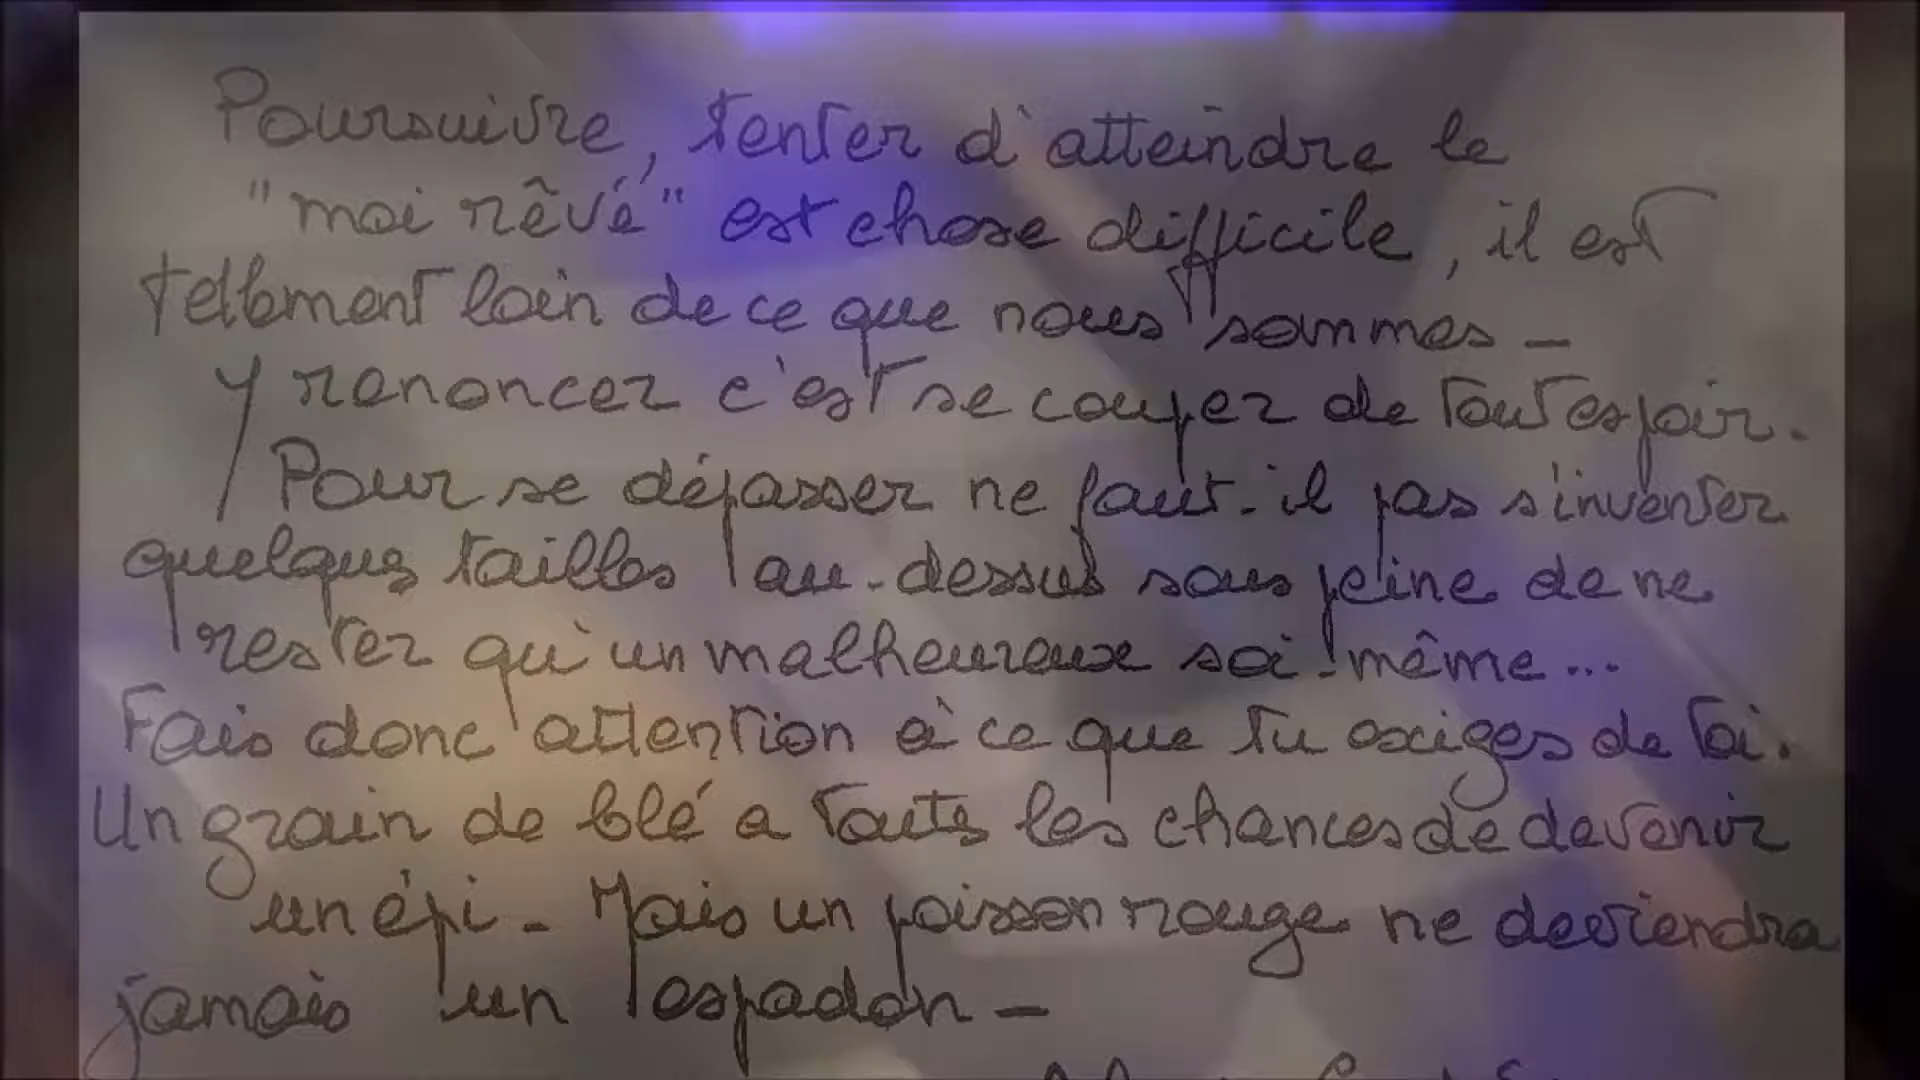 Poursuivre, tenter d'atteindre le
"moi rêvé" est chose difficile, il est
tellement loin de ce que nous sommes -
y renoncer c'est se couper de tout espoir.
Pour se dépasser ne faut-il pas s'inventer
quelques tailles au-dessus sous peine de ne
rester qu'un malheureux soi-même...
Fais donc attention à ce que tu exiges de toi.
Un grain de blé a toutes les chances de devenir
un épi - Mais un poisson rouge ne deviendra
jamais un espadon -